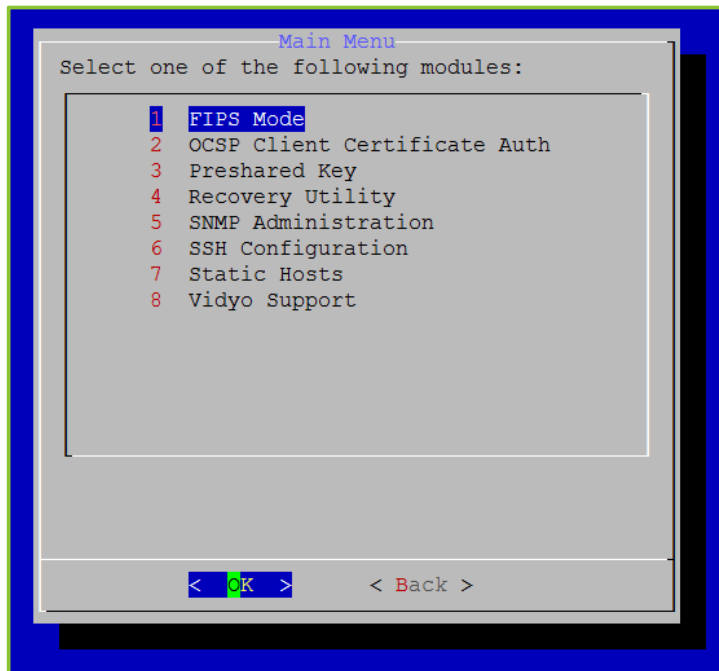 Main Menu
Select one of the following modules:
1 FIPS Mode
2 OCSP Client Certificate Auth
3 Preshared Key
4 Recovery Utility
5 SNMP Administration
6 SSH Configuration
7 Static Hosts
8 Vidyo Support
< OK > < Back >